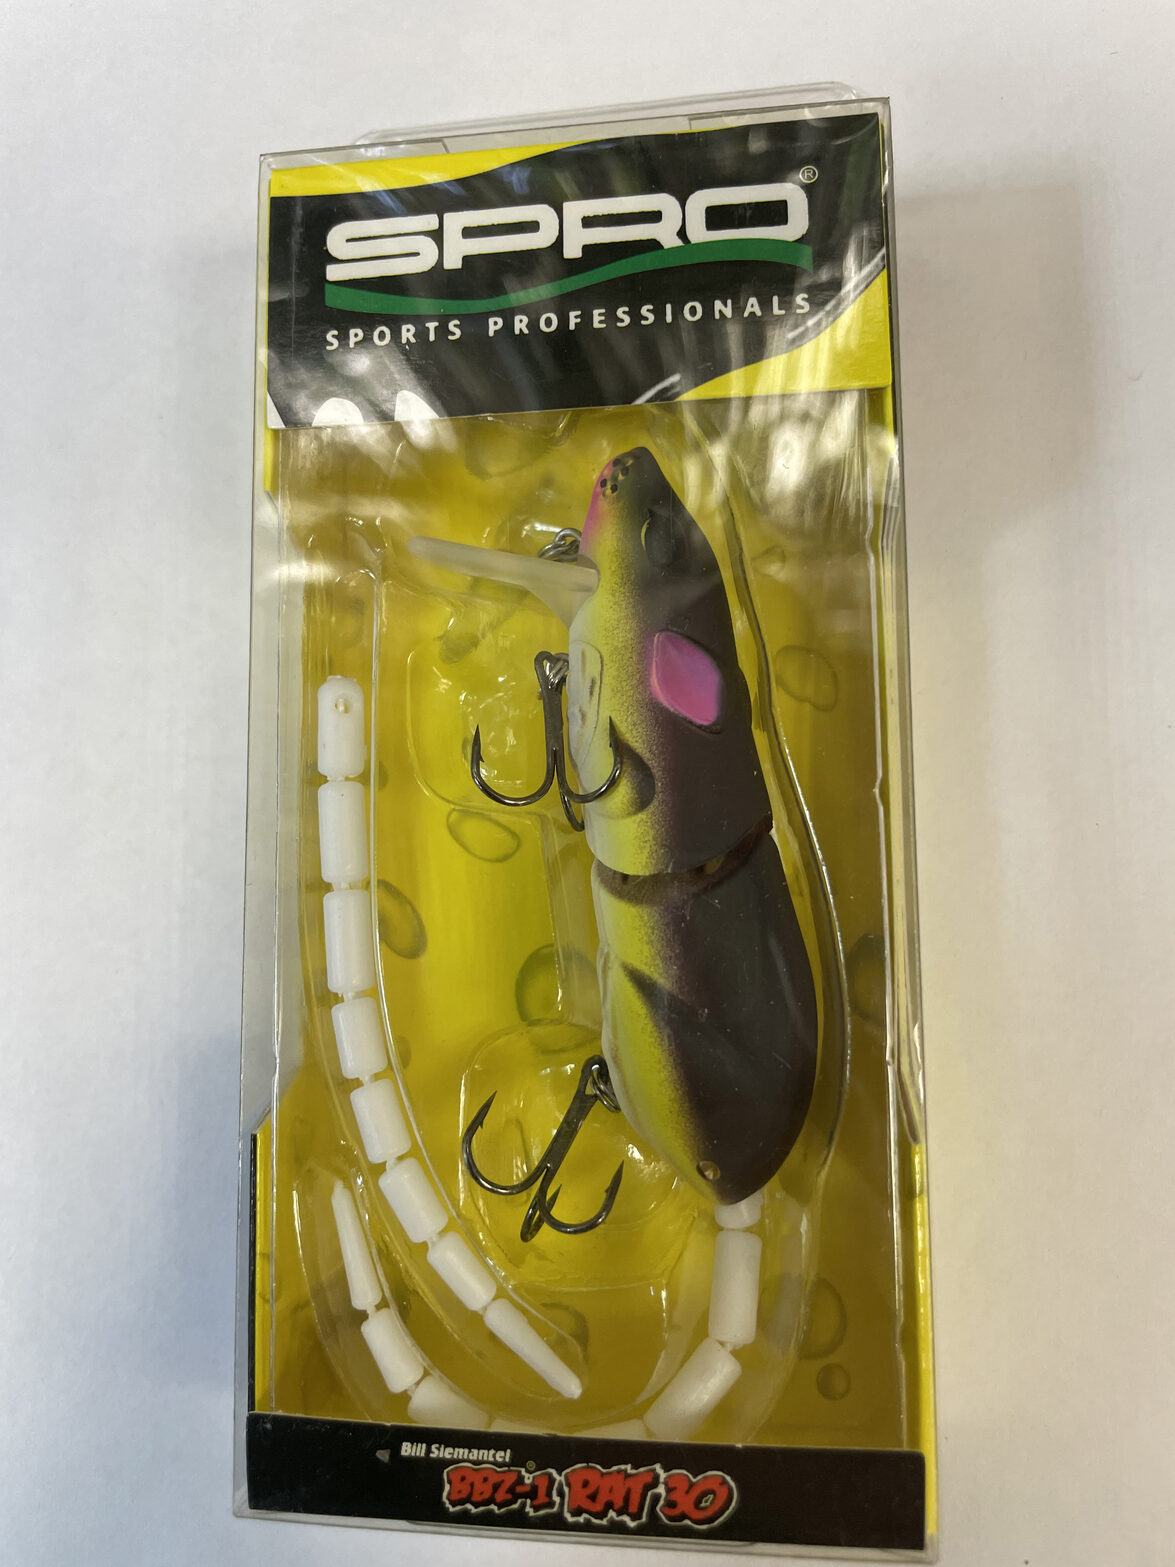 SPRO®
SPORTS PROFESSIONALS
Bill Siemantel
BBZ-1® RAT 30